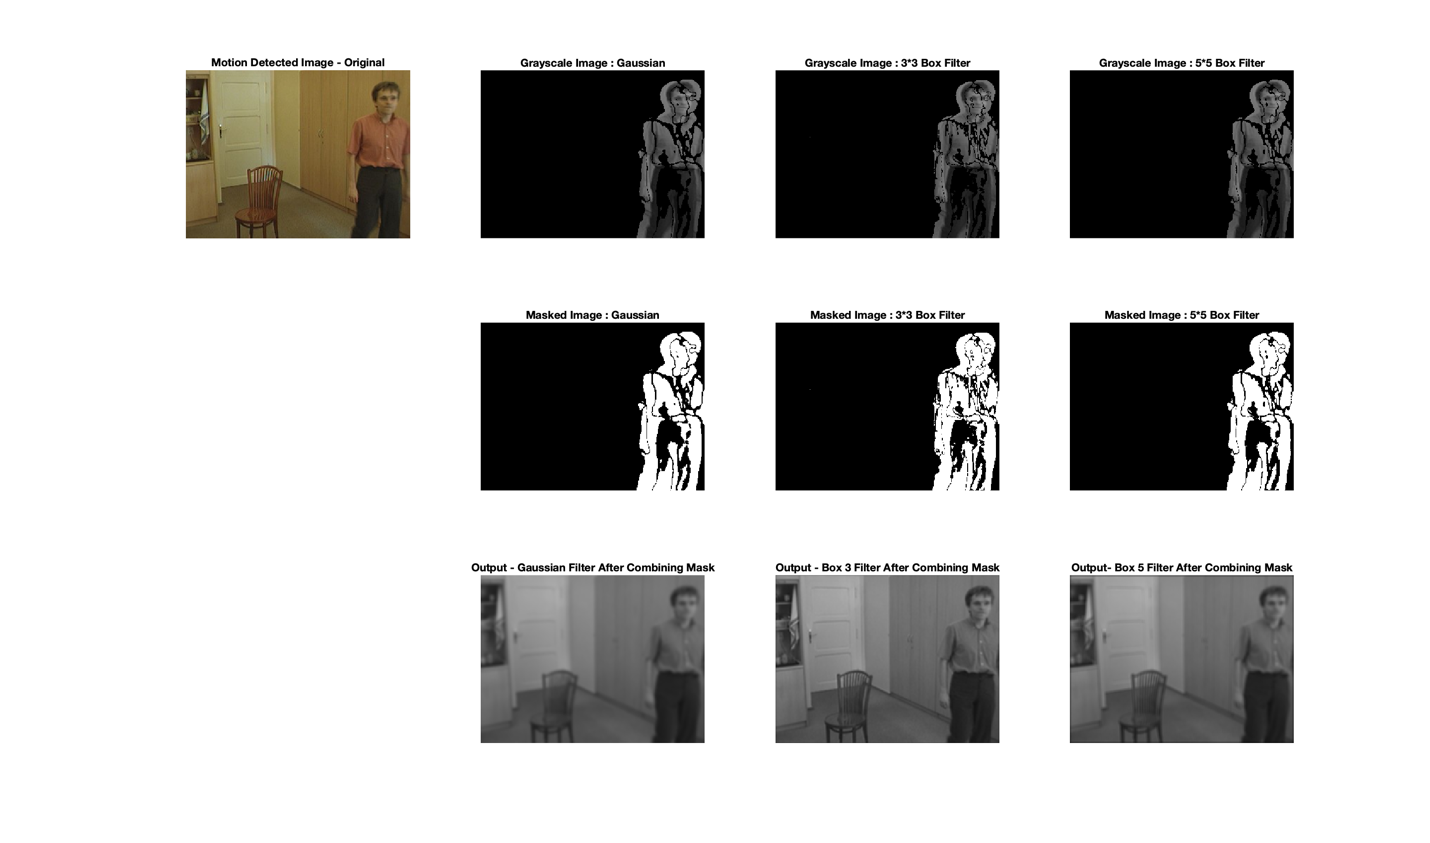 Motion Detected Image - Original
Grayscale Image : Gaussian
Grayscale Image : 3*3 Box Filter
Grayscale Image : 5*5 Box Filter
Masked Image : Gaussian
Masked Image : 3*3 Box Filter
Masked Image : 5*5 Box Filter
Output - Gaussian Filter After Combining Mask
Output - Box 3 Filter After Combining Mask
Output- Box 5 Filter After Combining Mask